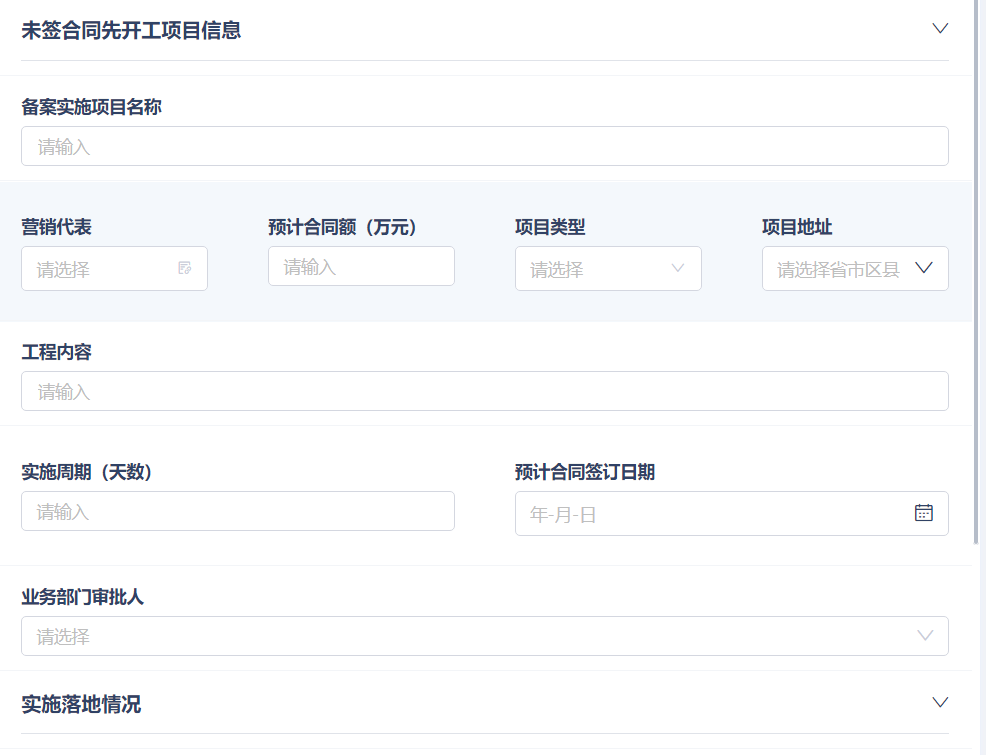 未签合同先开工项目信息
备案实施项目名称
请输入
营销代表 预计合同额（万元） 项目类型 项目地址
请选择 请输入 请选择 请选择省市区县
工程内容
请输入
实施周期（天数） 预计合同签订日期
请输入 年-月-日
业务部门审批人
请选择
实施落地情况